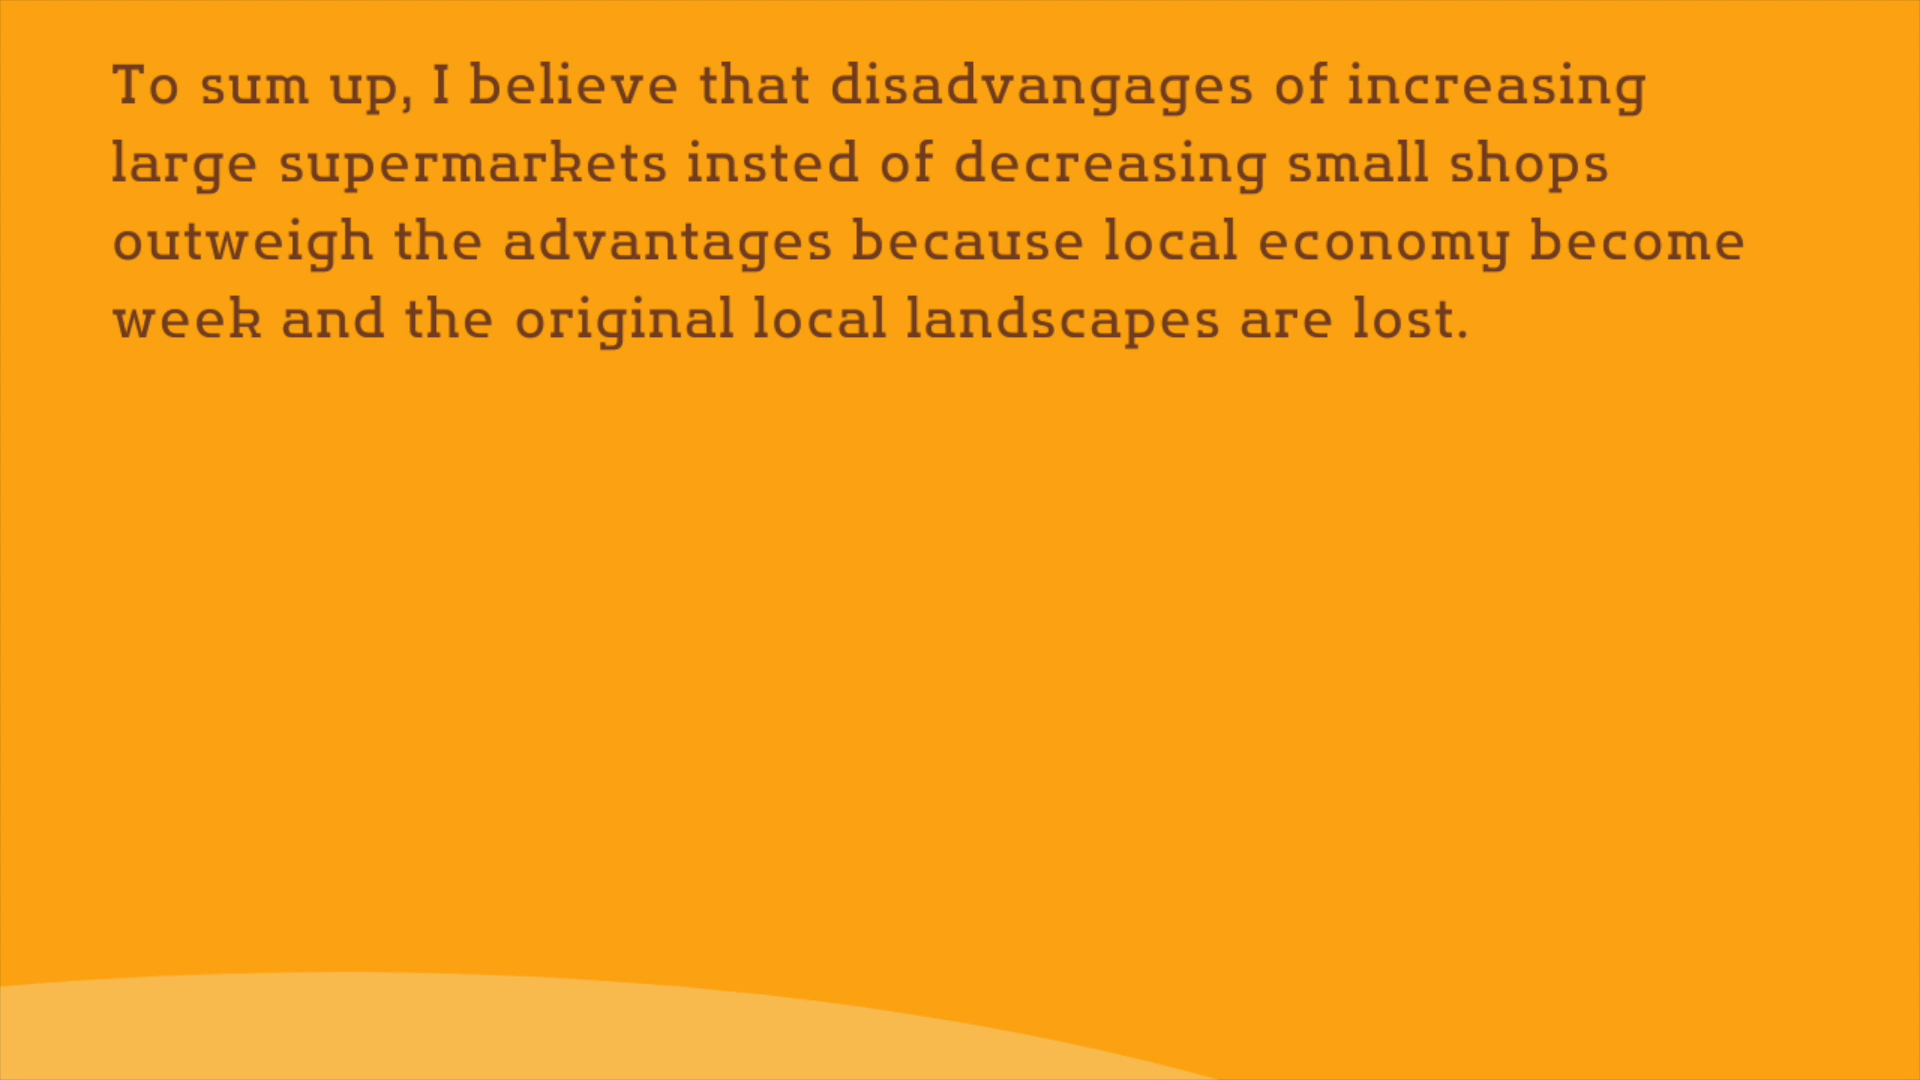 To sum up, I believe that disadvangages of increasing
large supermarkets insted of decreasing small shops
outweigh the advantages because local economy become
week and the original local landscapes are lost.